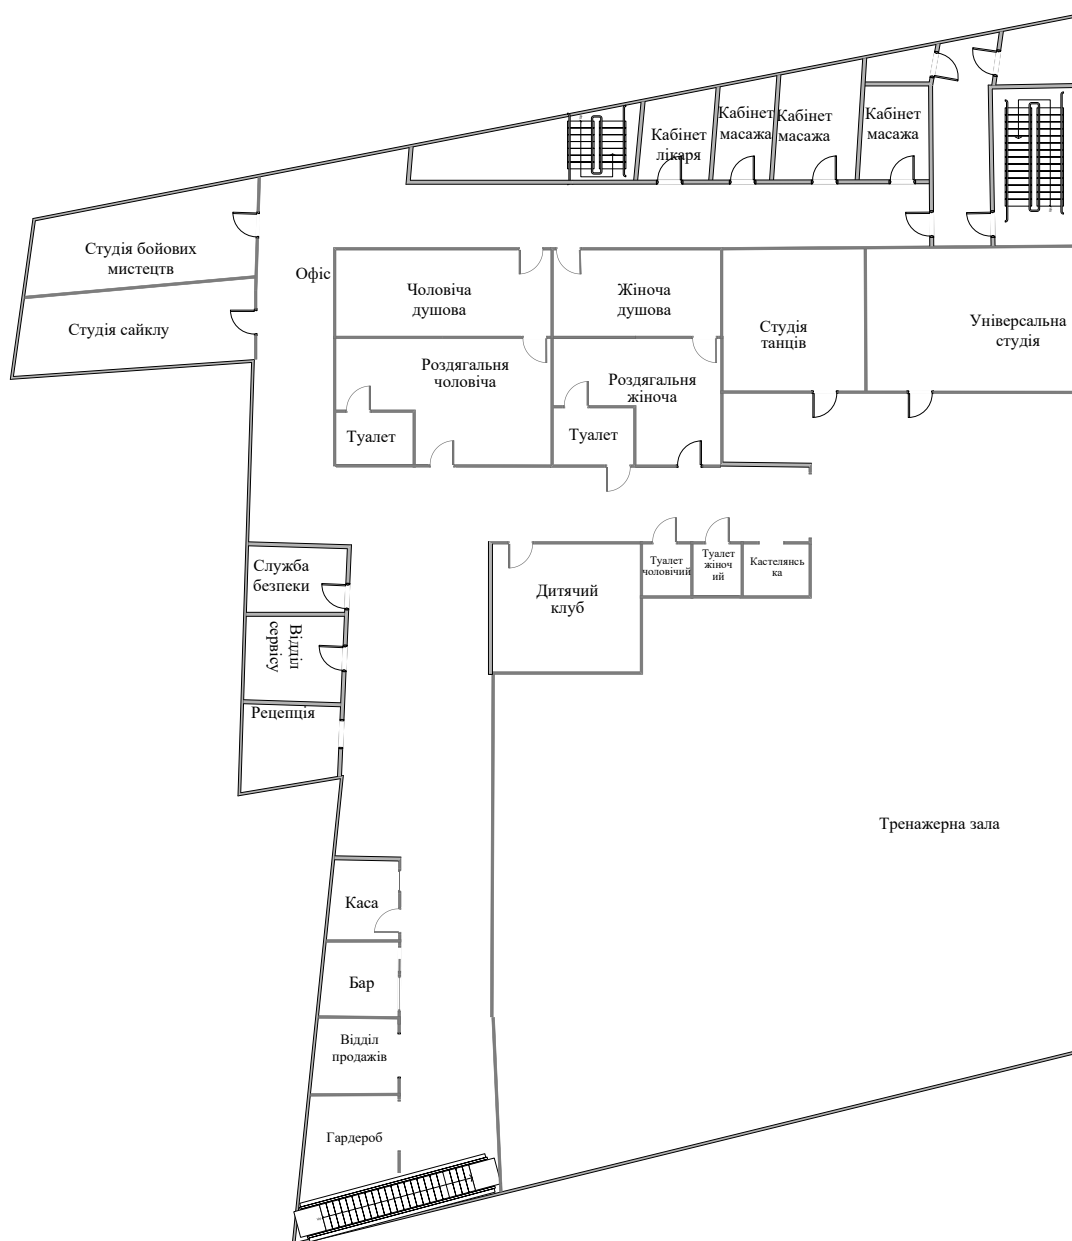 Кабінет
масажа
Кабінет
масажа
Кабінет
масажа
Кабінет
лікаря
Студія бойових
мистецтв
Офіс
Чоловіча
душова
Жіноча
душова
Студія
танців
Універсальна
студія
Студія сайклу
Роздягальня
чоловіча
Роздягальня
жіноча
Туалет
Туалет
Служба
безпеки
Дитячий
клуб
Туалет
чоловічий
Туалет
жіноч
ий
Кастелянсь
ка
Відділ
сервісу
Рецепція
Тренажерна зала
Каса
Бар
Відділ
продажів
Гардероб